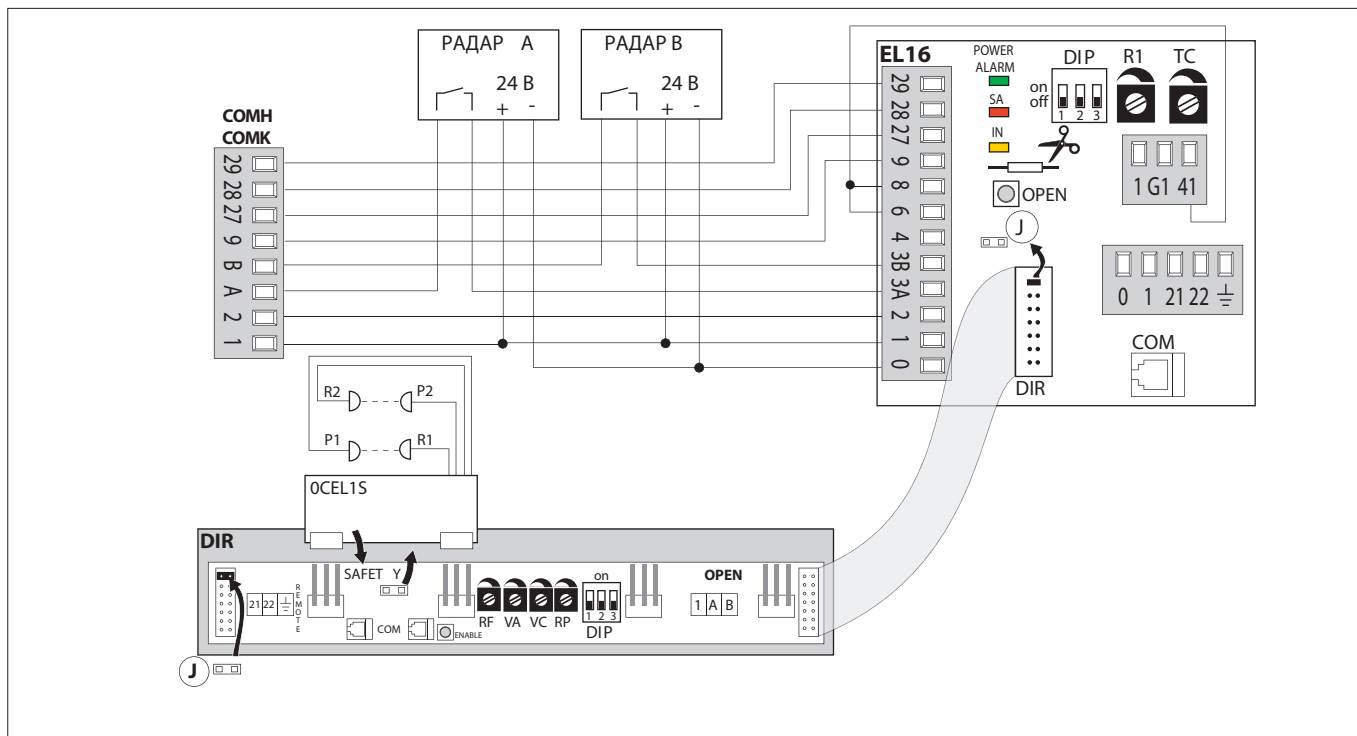 РАДАР А
24 В
+ -
РАДАР В
24 В
+ -
COMH
COMK
29
28
27
9
B
A
2
1
EL16
29
28
27
9
8
6
4
3B
3A
2
1
0
POWER
ALARM
SA
IN
DIP
on
off
1 2 3
R1
TC
OPEN
1 G1 41
J
0 1 21 22
COM
DIR
R2 P2
P1 R1
0CEL1S
DIR
SAFET Y
21 22
REMOTE
COM
ENABLE
RF VA VC RP
on
1 2 3
DIP
OPEN
1 A B
J